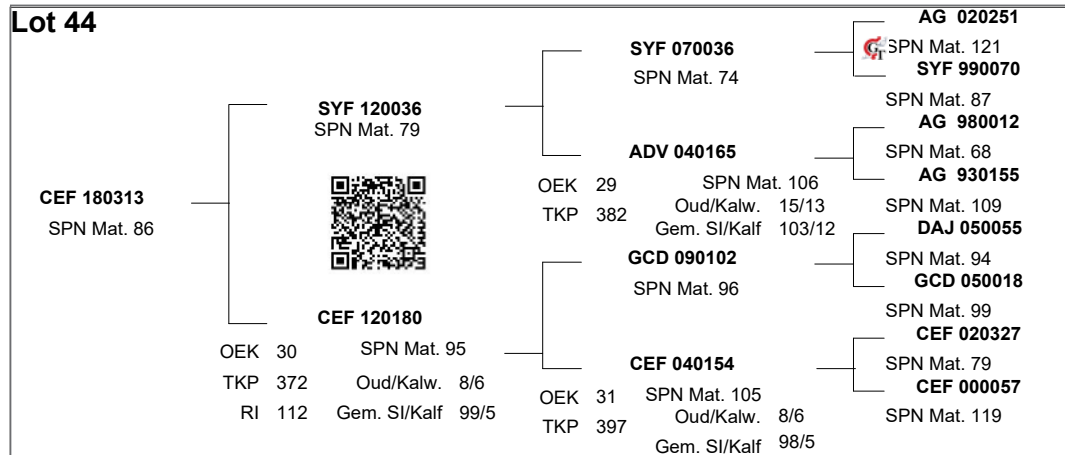 Lot 44
CEF 180313
SPN Mat. 86
SYF 120036
SPN Mat. 79
CEF 120180
OEK 30 SPN Mat. 95
TKP 372 Oud/Kalw. 8/6
RI 112 Gem. SI/Kalf 99/5
SYF 070036
SPN Mat. 74
ADV 040165
OEK 29 SPN Mat. 106
TKP 382 Oud/Kalw. 15/13
Gem. SI/Kalf 103/12
GCD 090102
SPN Mat. 96
CEF 040154
OEK 31 SPN Mat. 105
TKP 397 Oud/Kalw. 8/6
Gem. SI/Kalf 98/5
AG 020251
GT SPN Mat. 121
SYF 990070
SPN Mat. 87
AG 980012
SPN Mat. 68
AG 930155
SPN Mat. 109
DAJ 050055
SPN Mat. 94
GCD 050018
SPN Mat. 99
CEF 020327
SPN Mat. 79
CEF 000057
SPN Mat. 119